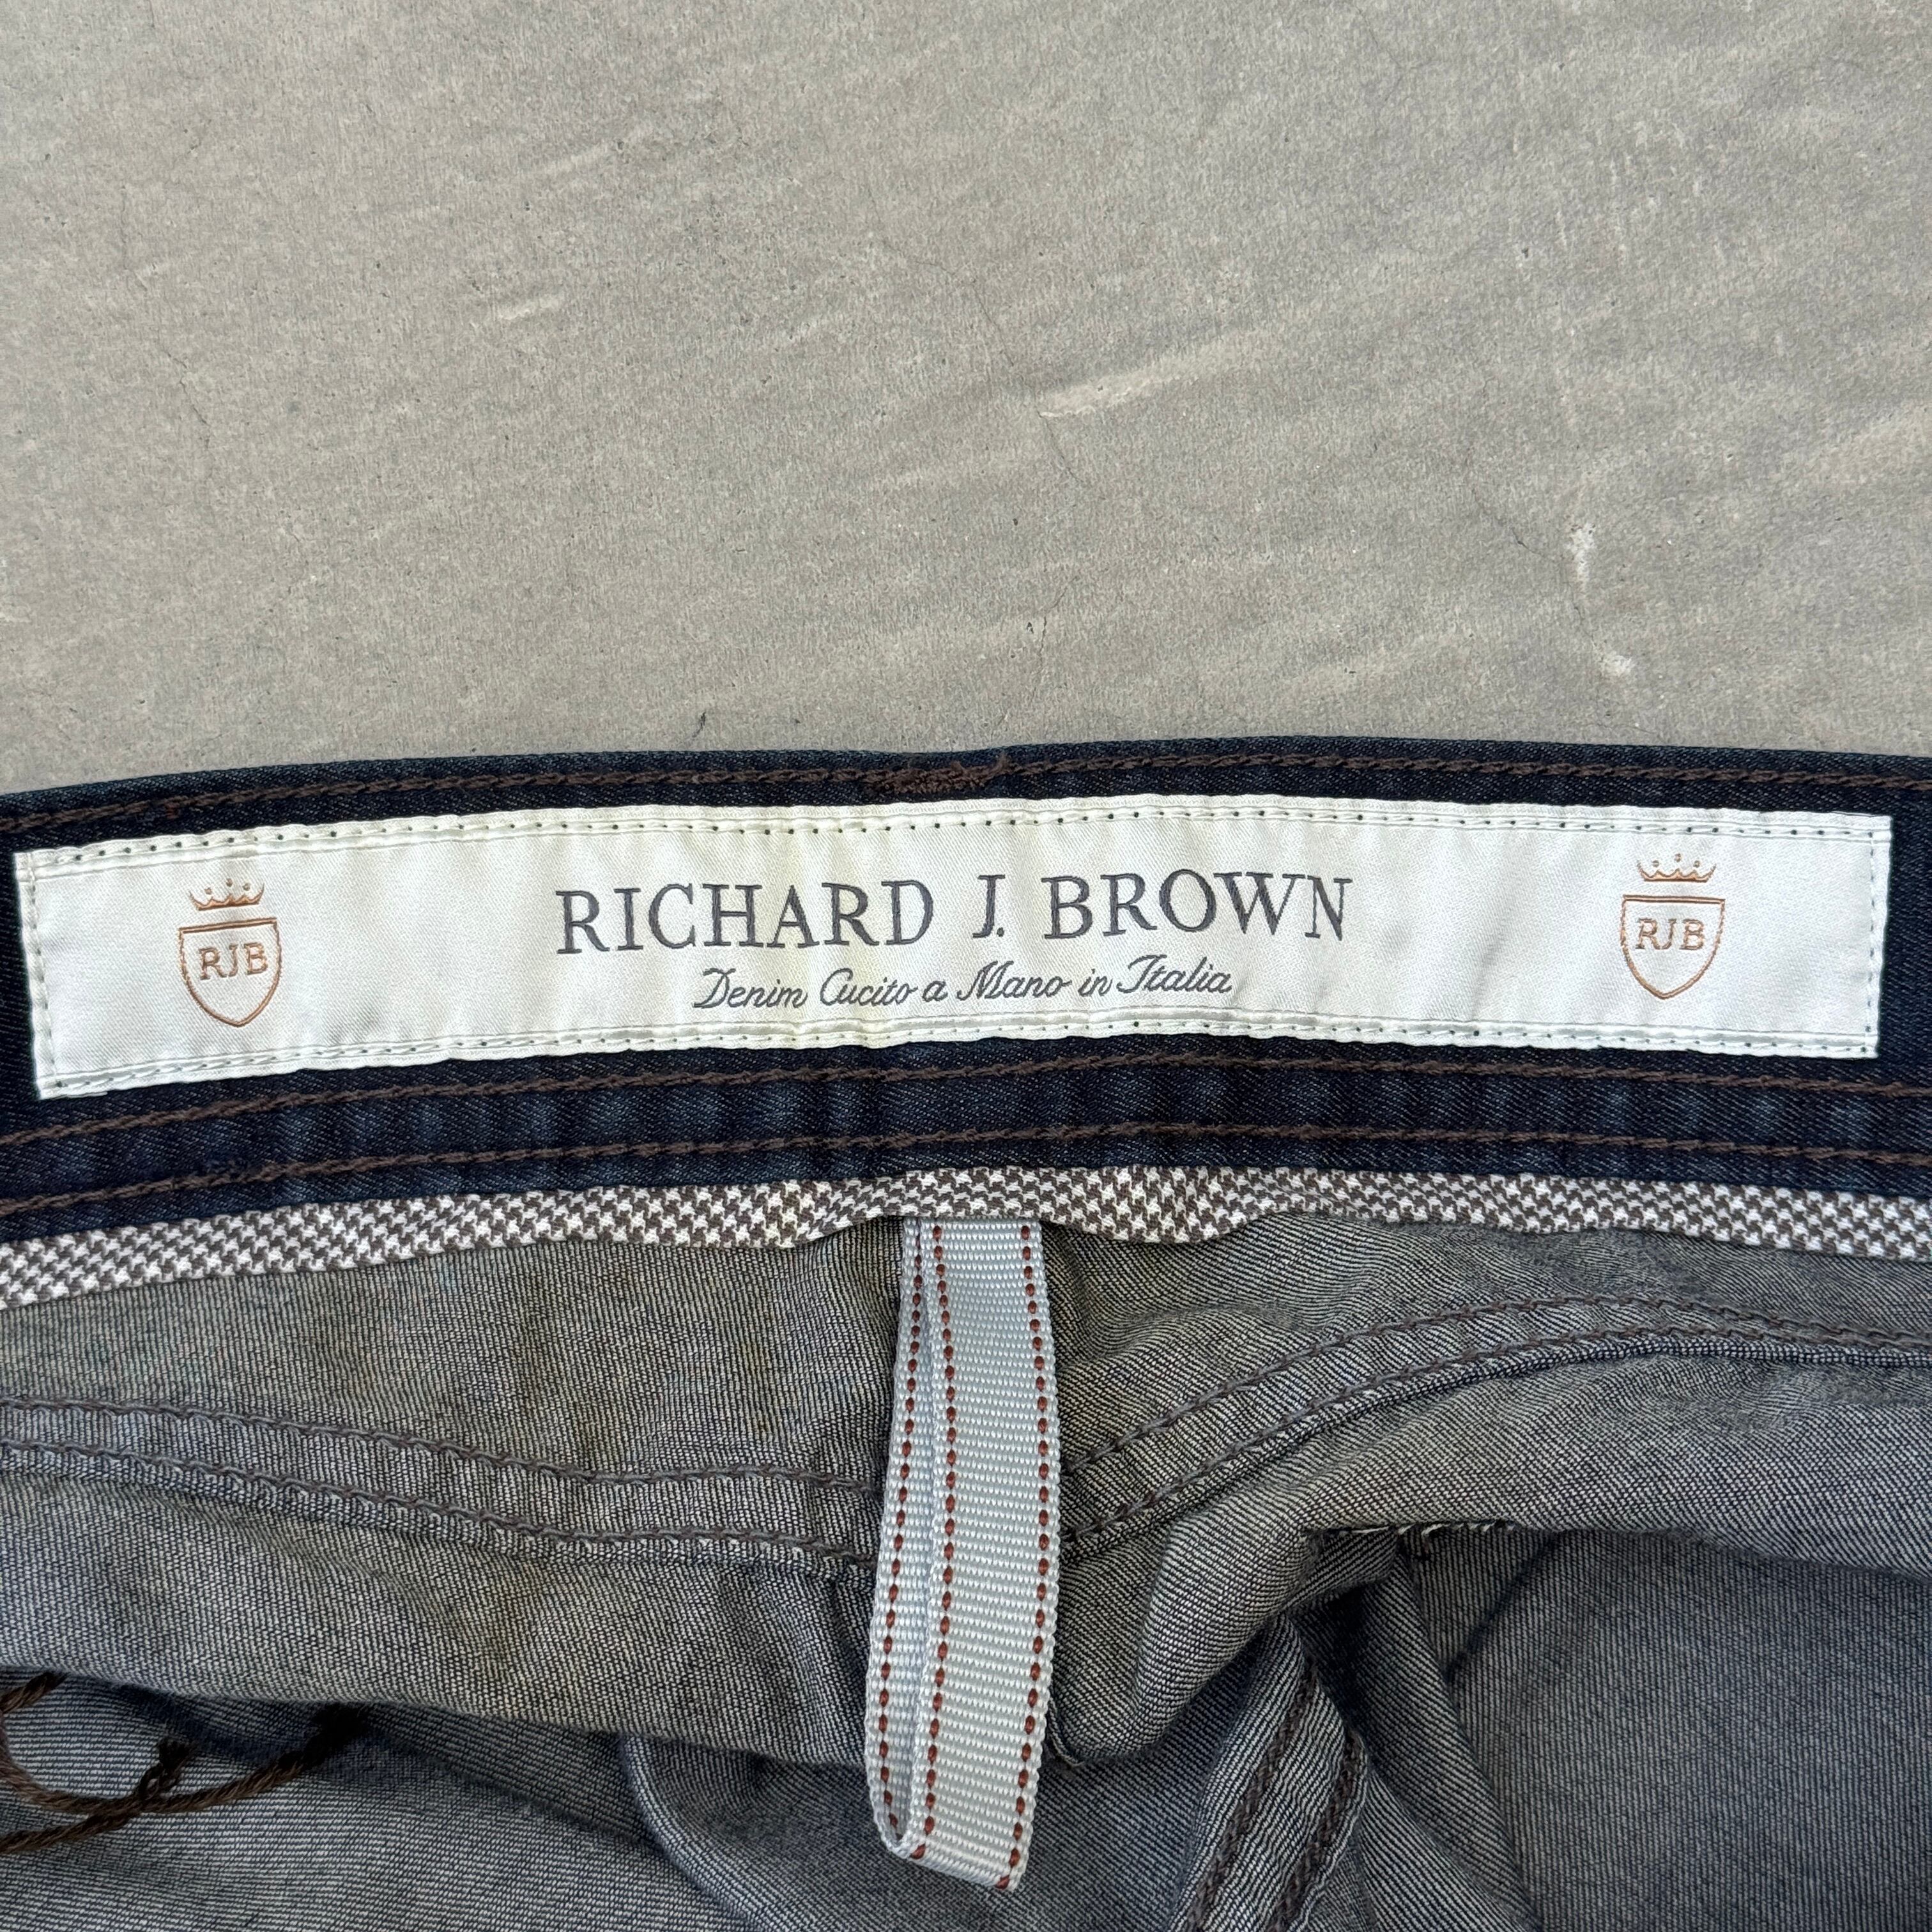 RJB
RICHARD J. BROWN
Denim Cucito a Mano in Italia
RJB